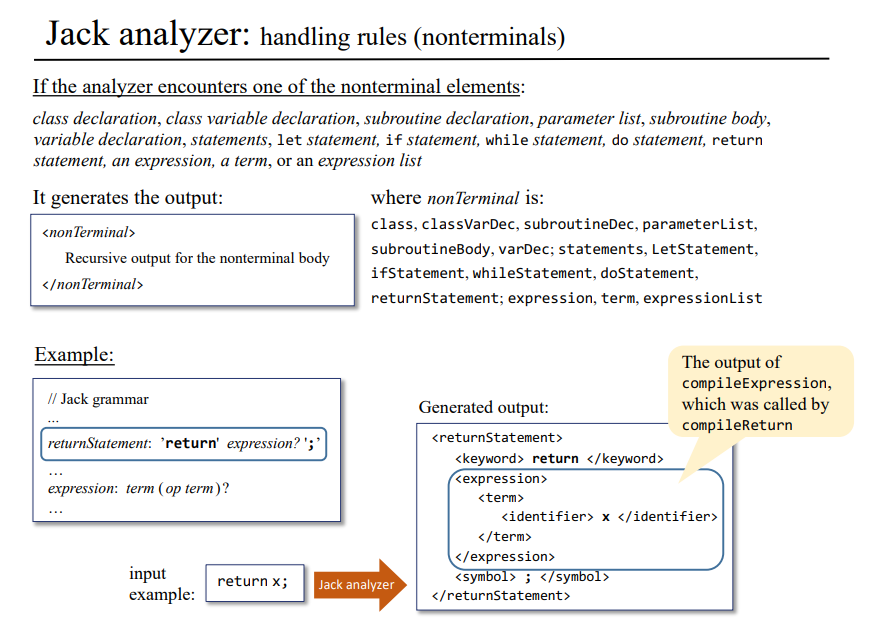 Jack analyzer: handling rules (nonterminals)
If the analyzer encounters one of the nonterminal elements:
class declaration, class variable declaration, subroutine declaration, parameter list, subroutine body,
variable declaration, statements, let statement, if statement, while statement, do statement, return
statement, an expression, a term, or an expression list
It generates the output:
<nonTerminal>
Recursive output for the nonterminal body
</nonTerminal>
where nonTerminal is:
class, classVarDec, subroutineDec, parameterList,
subroutineBody, varDec; statements, LetStatement,
ifStatement, whileStatement, doStatement,
returnStatement; expression, term, expressionList
Example:
// Jack grammar
...
returnStatement: ’return' expression? ';’
…
expression: term (op term)?
…
input
example:
return x;
Jack analyzer
Generated output:
<returnStatement>
<keyword> return </keyword>
<expression>
<term>
<identifier> x </identifier>
</term>
</expression>
<symbol> ; </symbol>
</returnStatement>
The output of
compileExpression,
which was called by
compileReturn